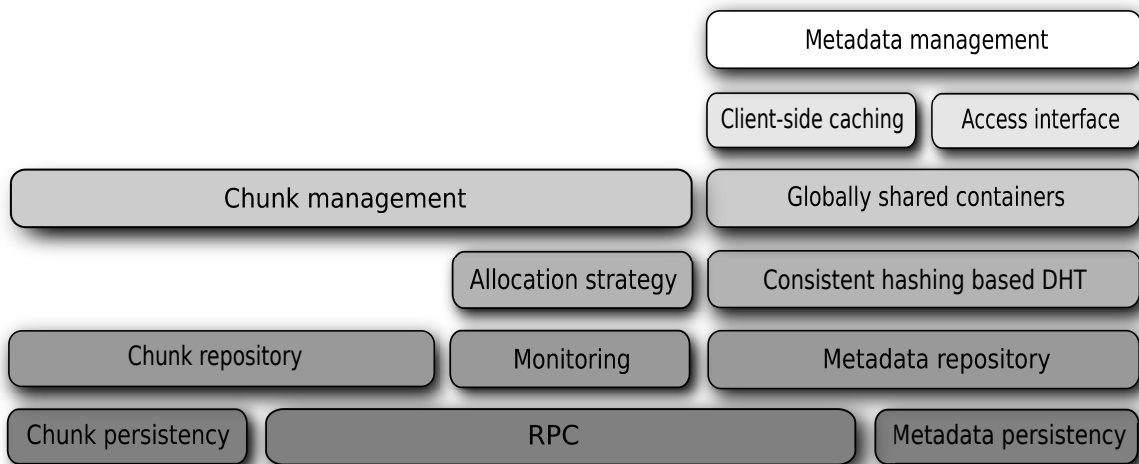 Metadata management
Client-side caching
Access interface
Chunk management
Globally shared containers
Allocation strategy
Consistent hashing based DHT
Chunk repository
Monitoring
Metadata repository
Chunk persistency
RPC
Metadata persistency